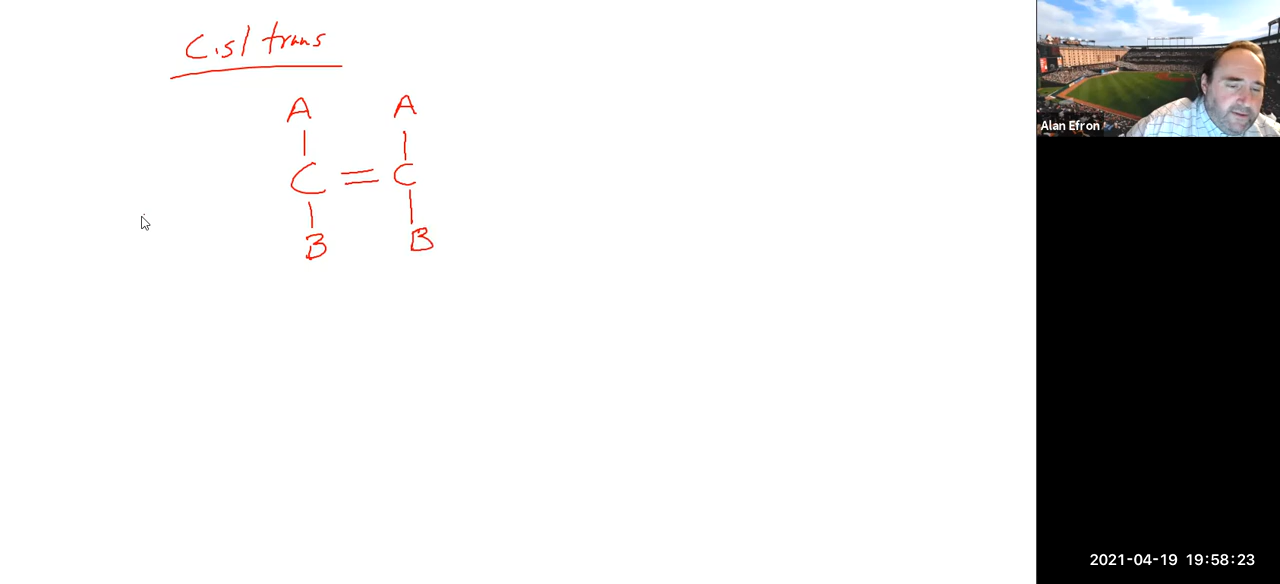 Cis/trans
A A
C = C
B B
Alan Efron
2021-04-19 19:58:23